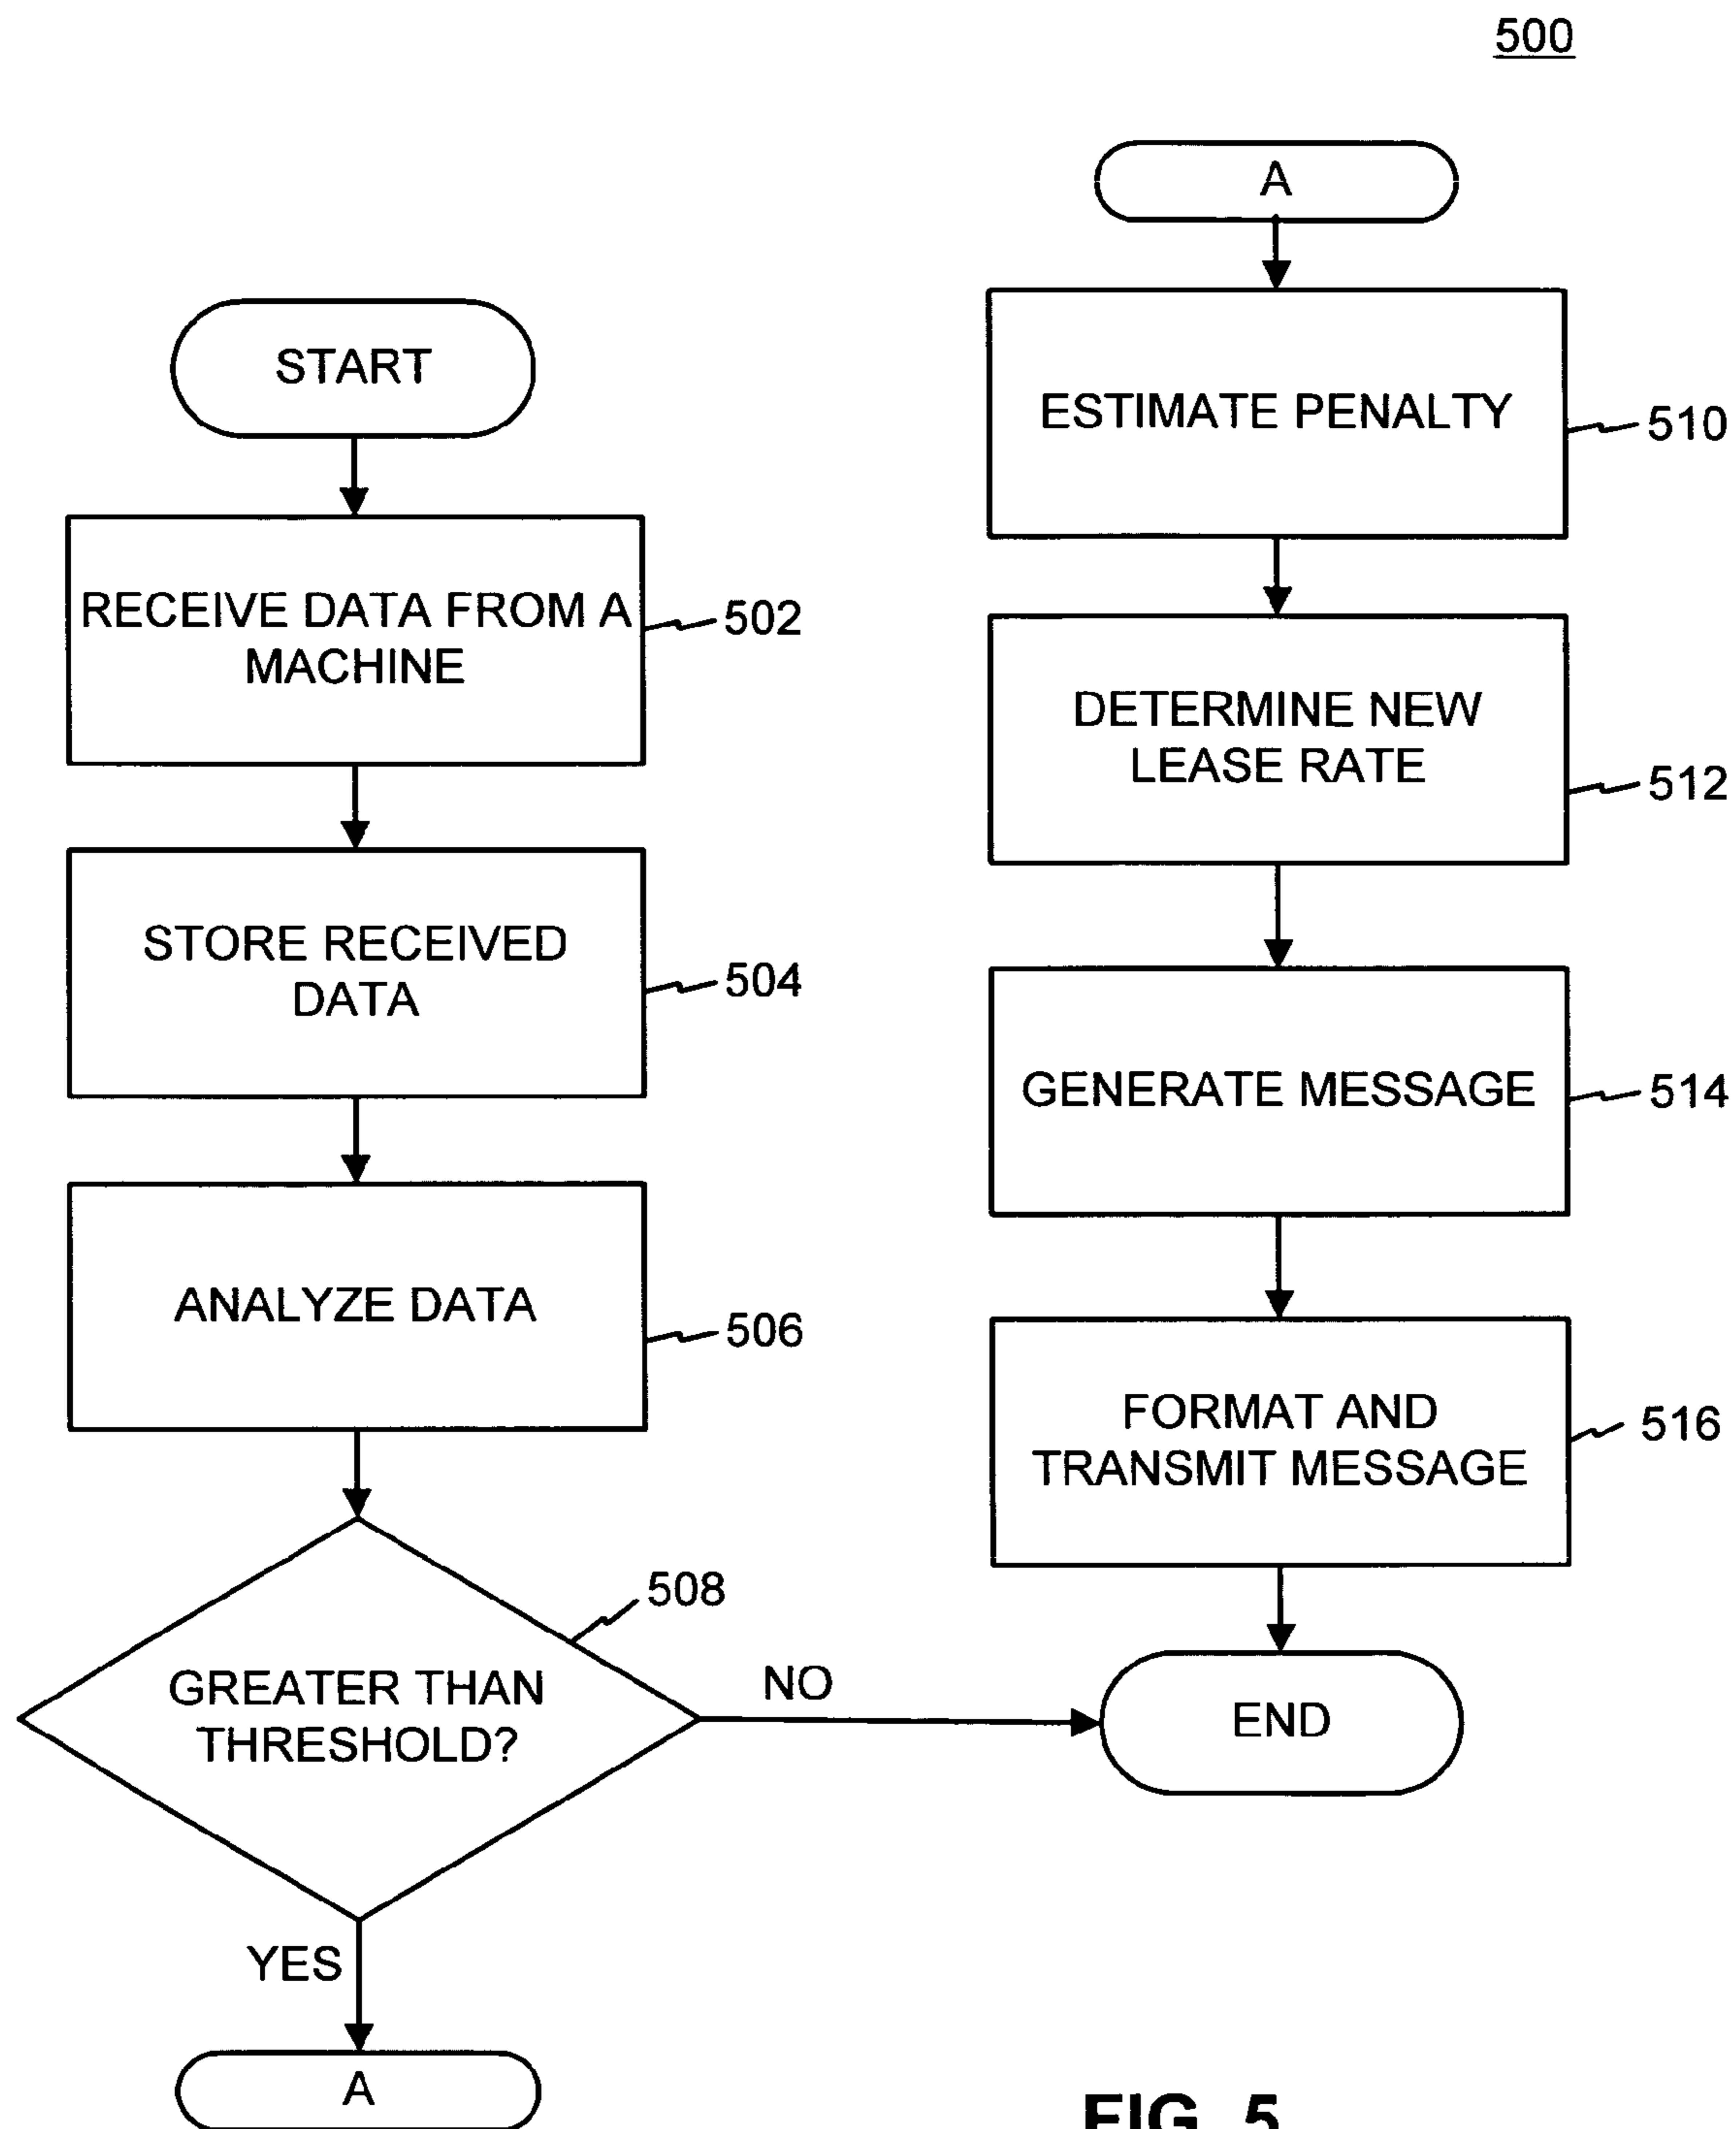 500
START
RECEIVE DATA FROM A
MACHINE
502
STORE RECEIVED
DATA
504
ANALYZE DATA
506
GREATER THAN
THRESHOLD?
508
NO
YES
A
A
ESTIMATE PENALTY
510
DETERMINE NEW
LEASE RATE
512
GENERATE MESSAGE
514
FORMAT AND
TRANSMIT MESSAGE
516
END
FIG. 5